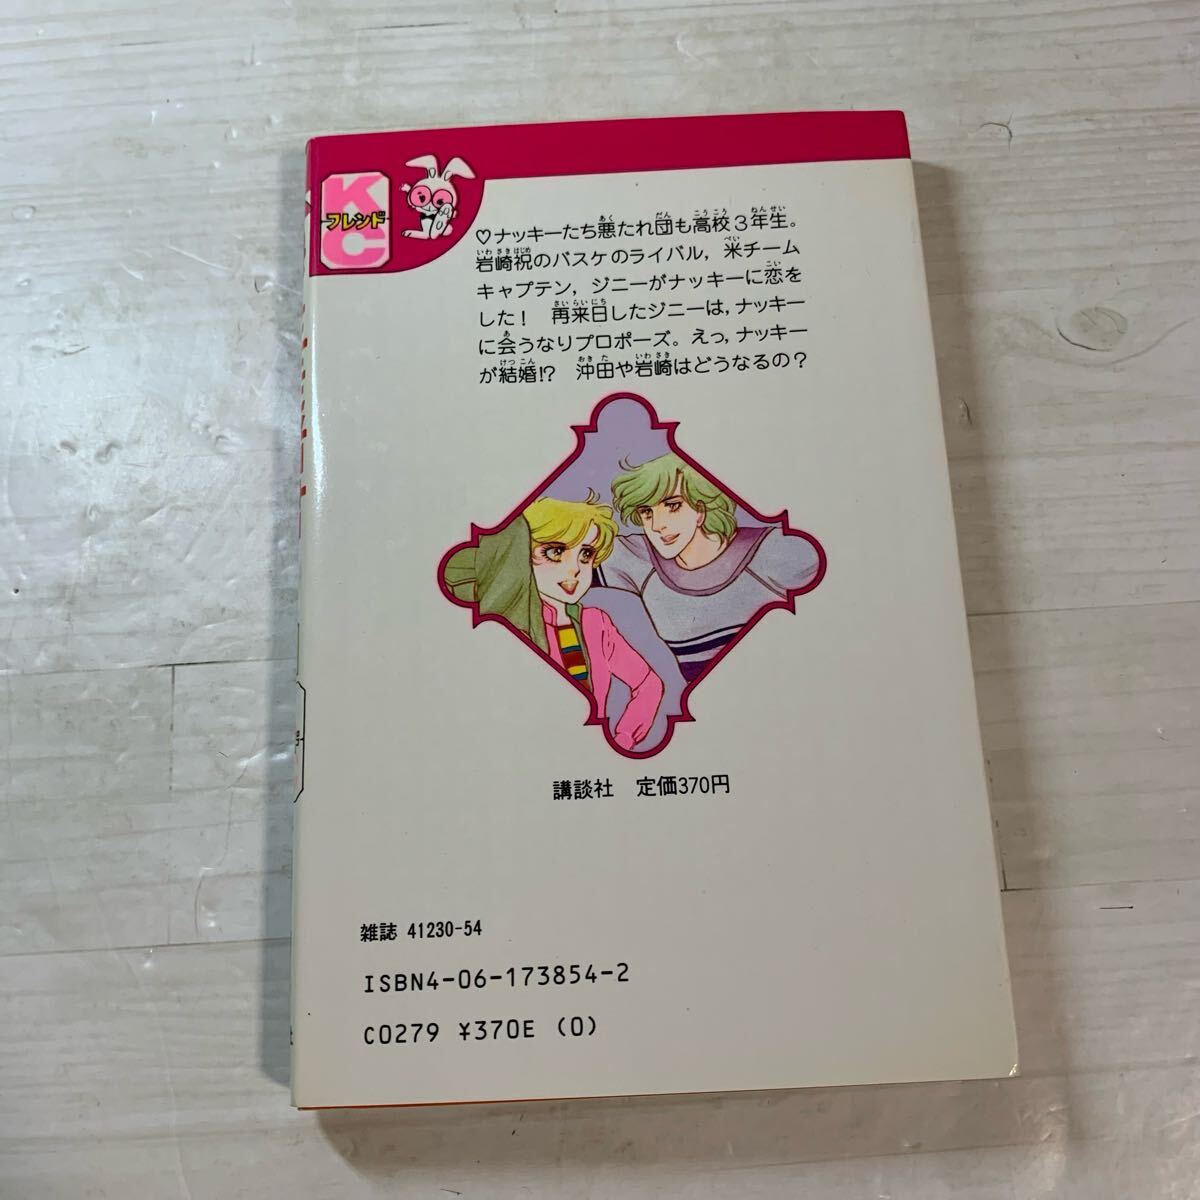 KC
フレンド
♡ナッキーたち悪たれ団も高校3年生。
岩崎祝のバスケのライバル，米チーム
キャプテン，ジニーがナッキーに恋を
した！　再来日したジニーは，ナッキー
に会うなりプロポーズ。えっ，ナッキー
が結婚!?　沖田や岩崎はどうなるの？
講談社　定価370円
雑誌 41230-54
ISBN4-06-173854-2
C0279 ¥370E (0)